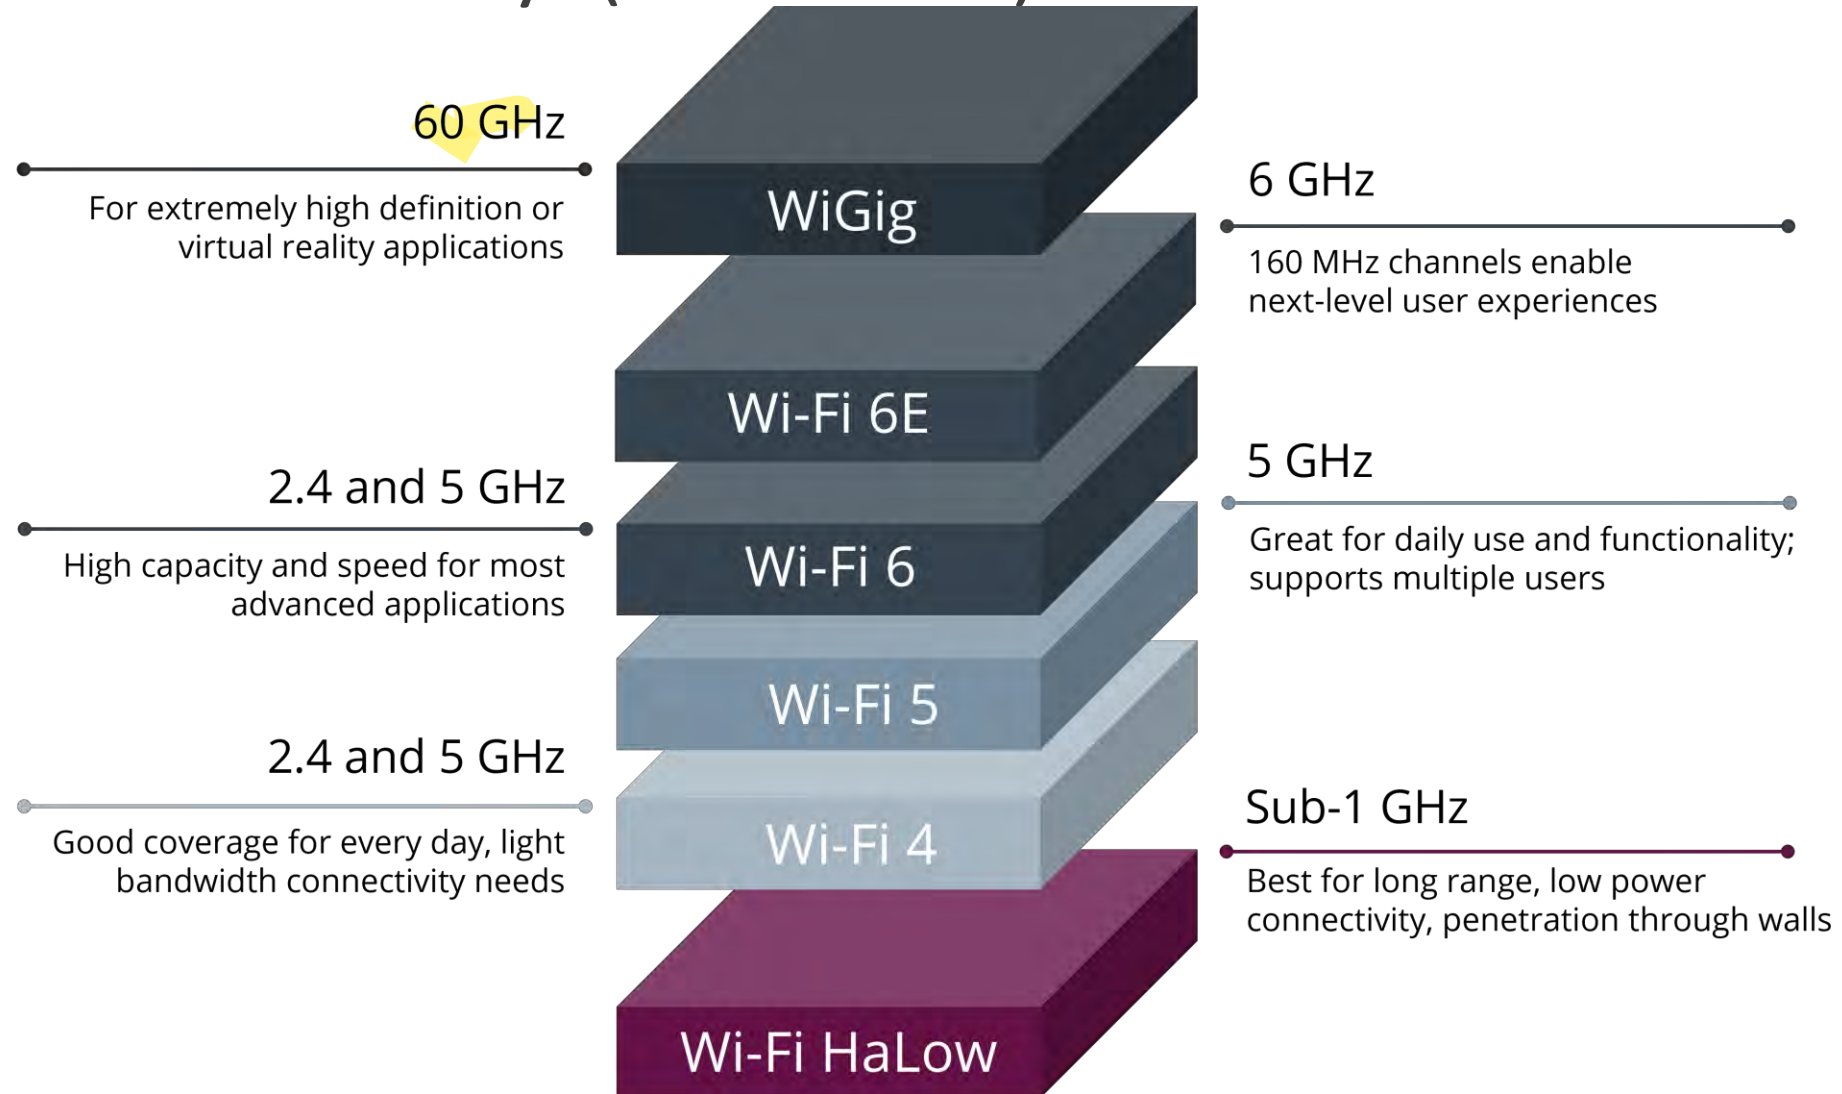 60 GHz
For extremely high definition or
virtual reality applications
WiGig
6 GHz
160 MHz channels enable
next-level user experiences
Wi-Fi 6E
2.4 and 5 GHz
High capacity and speed for most
advanced applications
Wi-Fi 6
5 GHz
Great for daily use and functionality;
supports multiple users
Wi-Fi 5
2.4 and 5 GHz
Good coverage for every day, light
bandwidth connectivity needs
Wi-Fi 4
Sub-1 GHz
Best for long range, low power
connectivity, penetration through walls
Wi-Fi HaLow